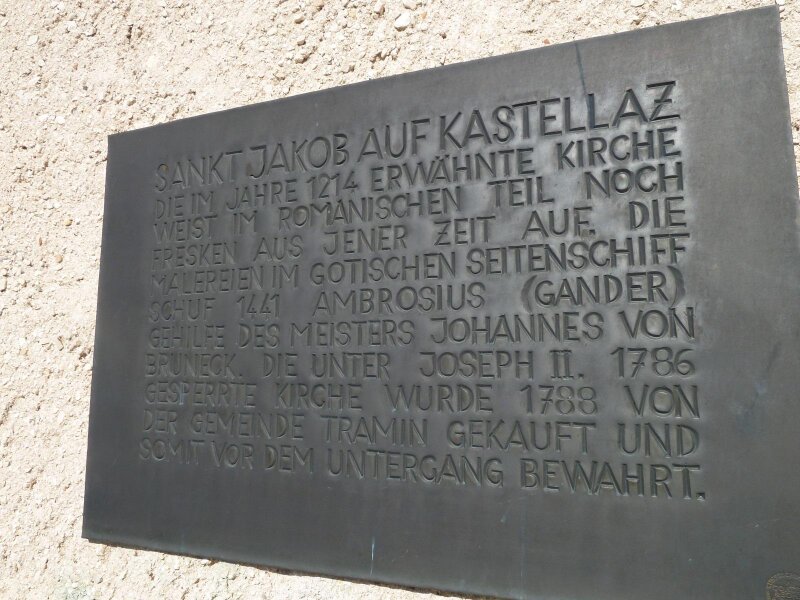 SANKT JAKOB AUF KASTELLAZ
DIE IM JAHRE 1214 ERWÄHNTE KIRCHE
WEIST IM ROMANISCHEN TEIL NOCH
FRESKEN AUS JENER ZEIT AUF. DIE
MALEREIEN IM GOTISCHEN SEITENSCHIFF
SCHUF 1441 AMBROSIUS (GANDER)
GEHILFE DES MEISTERS JOHANNES VON
BRUNECK. DIE UNTER JOSEPH II. 1786
GESPERRTE KIRCHE WURDE 1788 VON
DER GEMEINDE TRAMIN GEKAUFT UND
SOMIT VOR DEM UNTERGANG BEWAHRT.